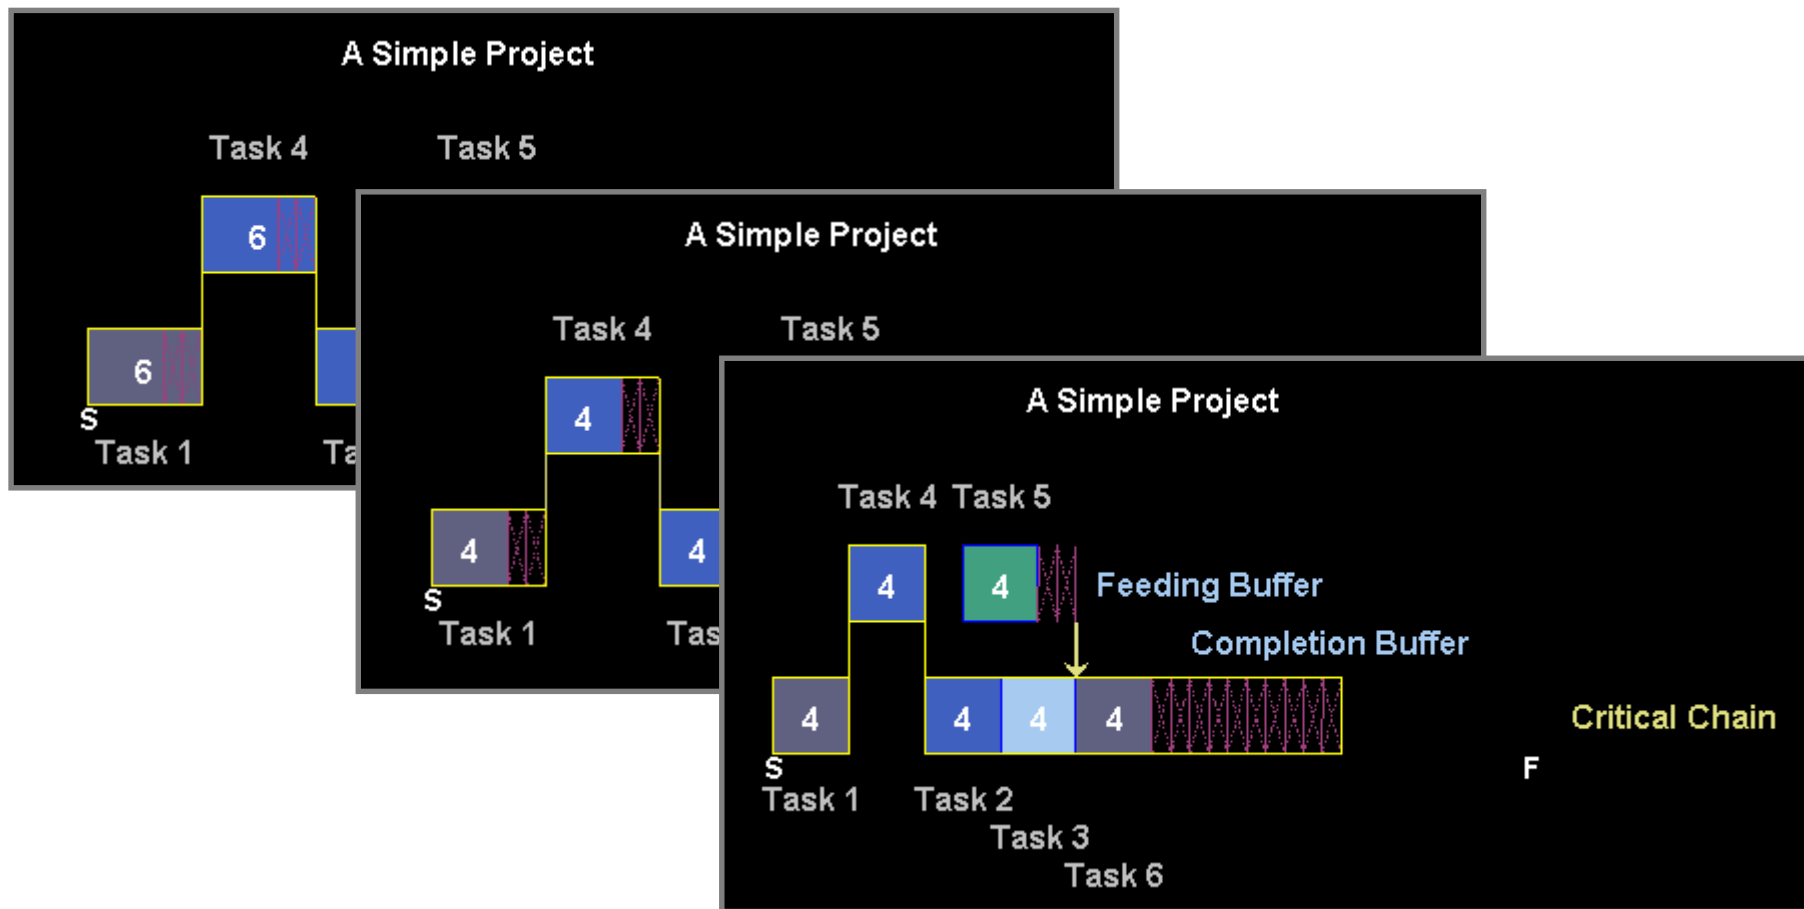 A Simple Project
Task 4 Task 5
6
6
S
Task 1 Ta
A Simple Project
Task 4 Task 5
4
4 4
S
Task 1 Tas
A Simple Project
Task 4 Task 5
4 4 Feeding Buffer
Completion Buffer
4 4 4 4 Critical Chain
S F
Task 1 Task 2
Task 3
Task 6